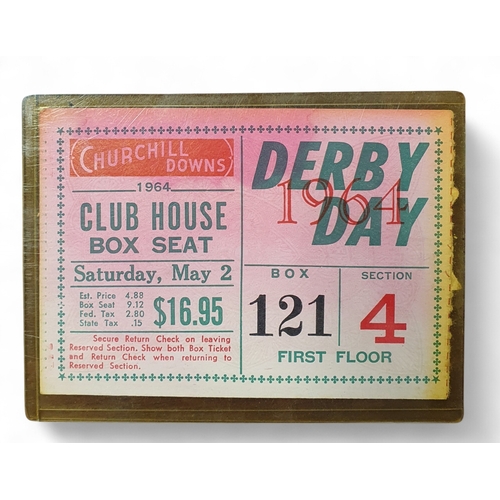 CHURCHILL
DOWNS
1964
CLUB HOUSE
BOX SEAT
Saturday, May 2
Est. Price 4.88
Box Seat 9.12
Fed. Tax 2.80
State Tax .15
$16.95
Secure Return Check on leaving
Reserved Section. Show both Box Ticket
and Return Check when returning to
Reserved Section.
DERBY
1964
DAY
BOX
121
SECTION
4
FIRST FLOOR